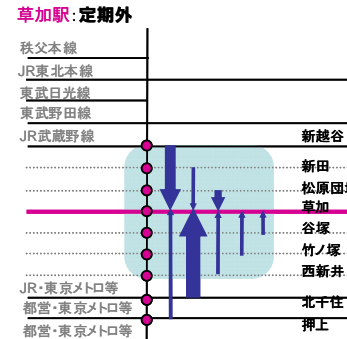 草加駅：定期外
秩父本線
JR東北本線
東武日光線
東武野田線
JR武蔵野線
新越谷
新田
松原団地
草加
谷塚
竹ノ塚
西新井
JR・東京メトロ等
北千住
都営・東京メトロ等
押上
都営・東京メトロ等